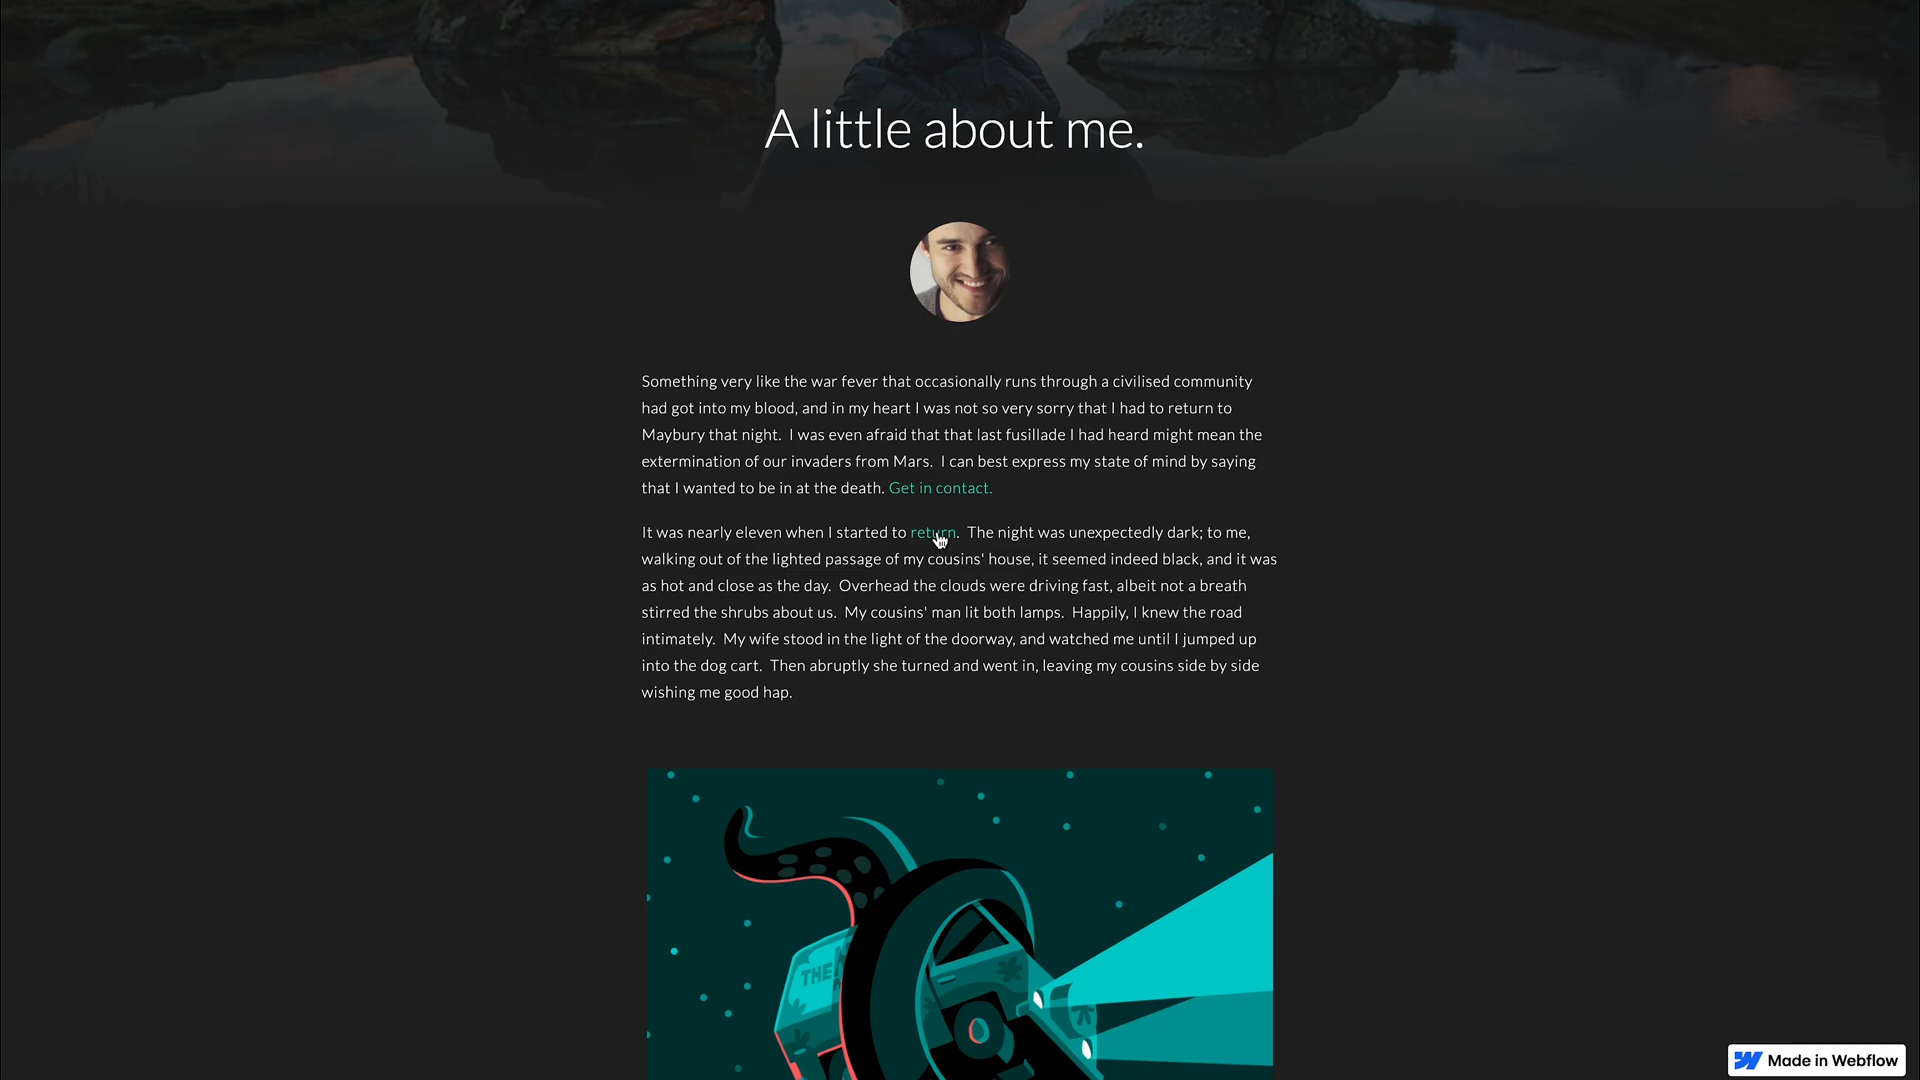 A little about me.
Something very like the war fever that occasionally runs through a civilised community
had got into my blood, and in my heart I was not so very sorry that I had to return to
Maybury that night.  I was even afraid that that last fusillade I had heard might mean the
extermination of our invaders from Mars.  I can best express my state of mind by saying
that I wanted to be in at the death. Get in contact.
It was nearly eleven when I started to return.  The night was unexpectedly dark; to me,
walking out of the lighted passage of my cousins' house, it seemed indeed black, and it was
as hot and close as the day.  Overhead the clouds were driving fast, albeit not a breath
stirred the shrubs about us.  My cousins' man lit both lamps.  Happily, I knew the road
intimately.  My wife stood in the light of the doorway, and watched me until I jumped up
into the dog cart.  Then abruptly she turned and went in, leaving my cousins side by side
wishing me good hap.
THE
Made in Webflow